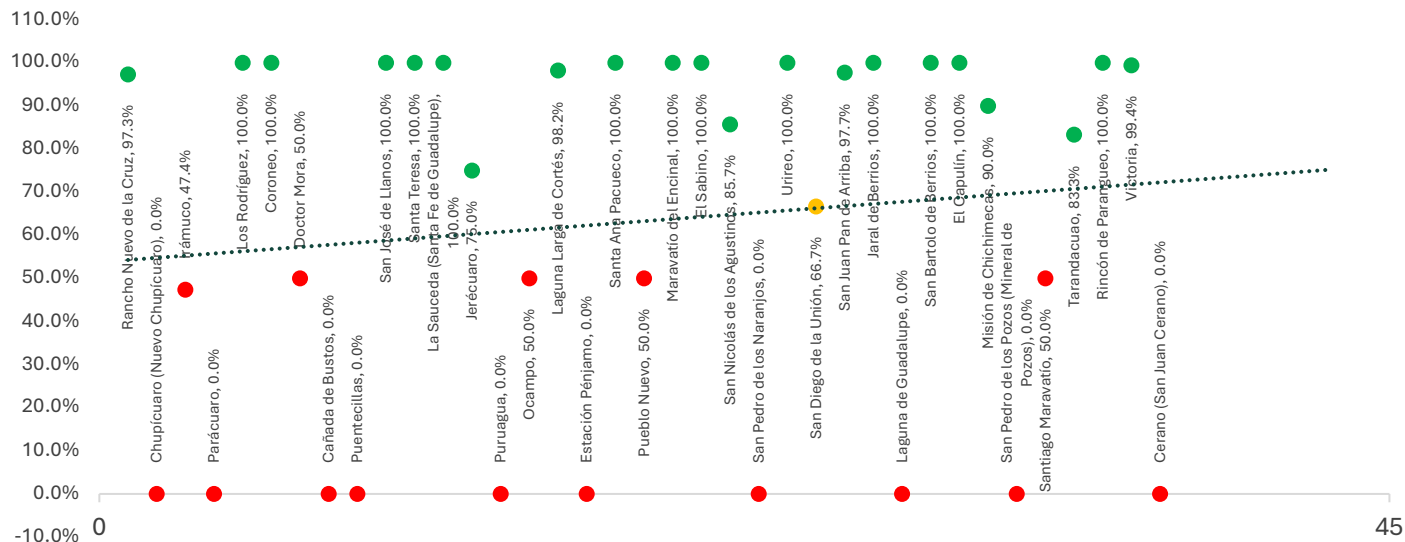 110.0%
100.0%
90.0%
80.0%
70.0%
60.0%
50.0%
40.0%
30.0%
20.0%
10.0%
0.0%
-10.0%
0
45
Rancho Nuevo de la Cruz, 97.3%
Chupícuaro (Nuevo Chupícuaro), 0.0%
Irámuco, 47.4%
Parácuaro, 0.0%
Los Rodríguez, 100.0%
Coroneo, 100.0%
Doctor Mora, 50.0%
Cañada de Bustos, 0.0%
Puentecillas, 0.0%
San José de Llanos, 100.0%
Santa Teresa, 100.0%
La Sauceda (Santa Fe de Guadalupe),
100.0%
Jerécuaro, 75.0%
Puruagua, 0.0%
Ocampo, 50.0%
Laguna Larga de Cortés, 98.2%
Estación Pénjamo, 0.0%
Santa Ana Pacueco, 100.0%
Pueblo Nuevo, 50.0%
Maravatío del Encinal, 100.0%
El Sabino, 100.0%
San Nicolás de los Agustinos, 85.7%
San Pedro de los Naranjos, 0.0%
Urireo, 100.0%
San Diego de la Unión, 66.7%
San Juan Pan de Arriba, 97.7%
Jaral de Berrios, 100.0%
Laguna de Guadalupe, 0.0%
San Bartolo de Berrios, 100.0%
El Capulín, 100.0%
Misión de Chichimecas, 90.0%
San Pedro de los Pozos (Mineral de
Pozos), 0.0%
Santiago Maravatío, 50.0%
Tarandacuao, 83.3%
Rincón de Parangueo, 100.0%
Victoria, 99.4%
Cerano (San Juan Cerano), 0.0%